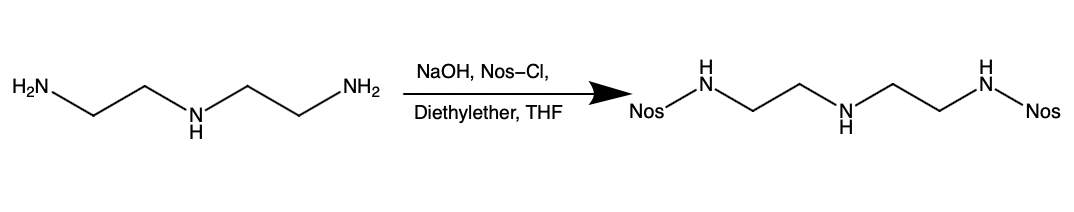 H₂N
N
H
NH₂
NaOH, Nos–Cl,
Diethylether, THF
Nos
H
N
N
H
H
N
Nos